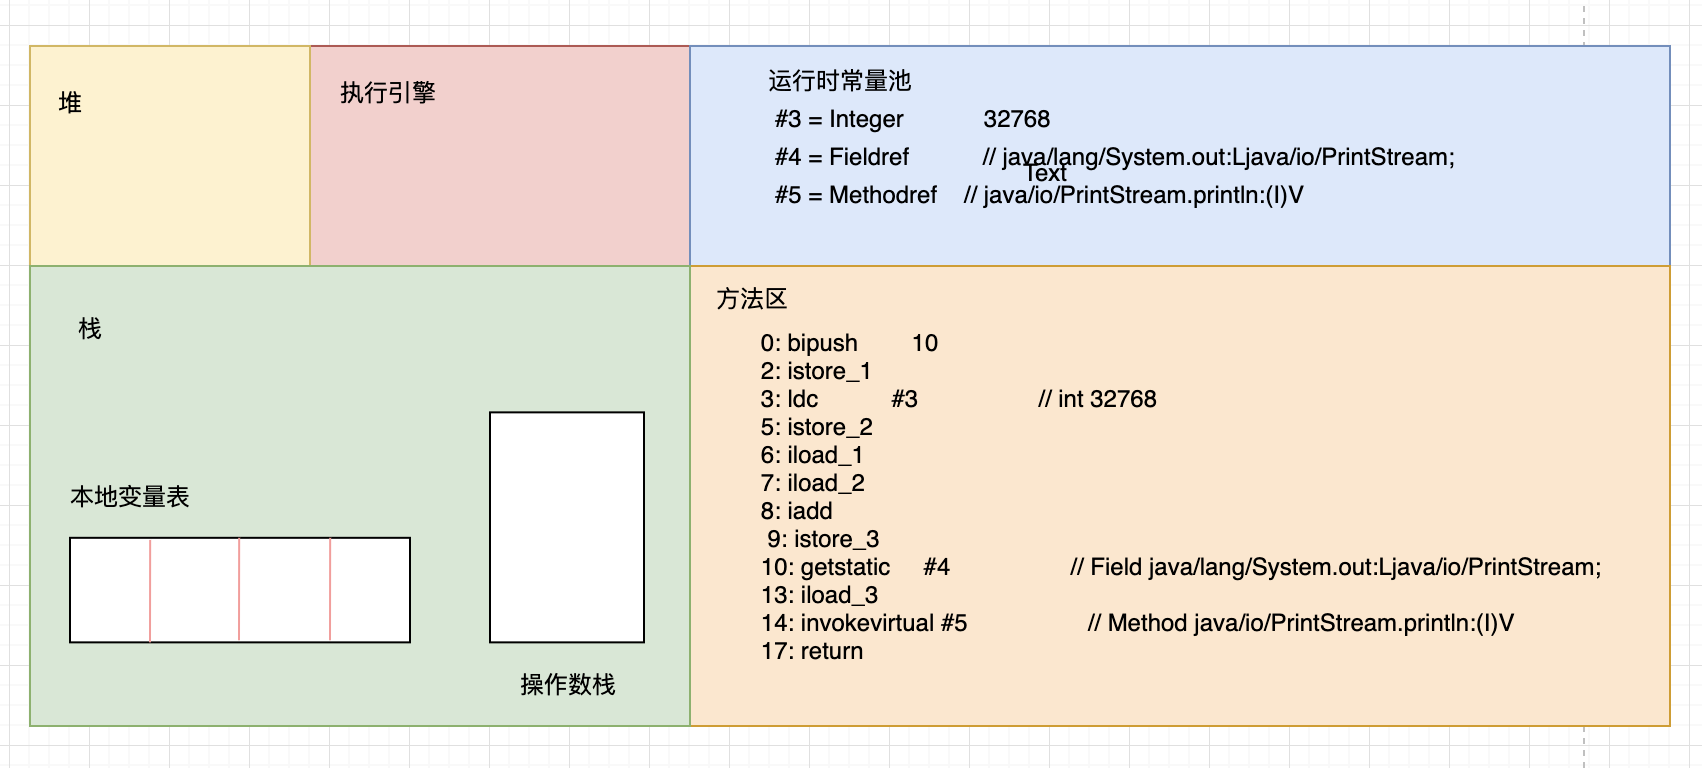 堆
执行引擎
运行时常量池
#3 = Integer 32768
#4 = Fieldref // java/lang/System.out:Ljava/io/PrintStream;
Text
#5 = Methodref // java/io/PrintStream.println:(I)V
栈
本地变量表
操作数栈
方法区
0: bipush 10
2: istore_1
3: ldc #3 // int 32768
5: istore_2
6: iload_1
7: iload_2
8: iadd
9: istore_3
10: getstatic #4 // Field java/lang/System.out:Ljava/io/PrintStream;
13: iload_3
14: invokevirtual #5 // Method java/io/PrintStream.println:(I)V
17: return